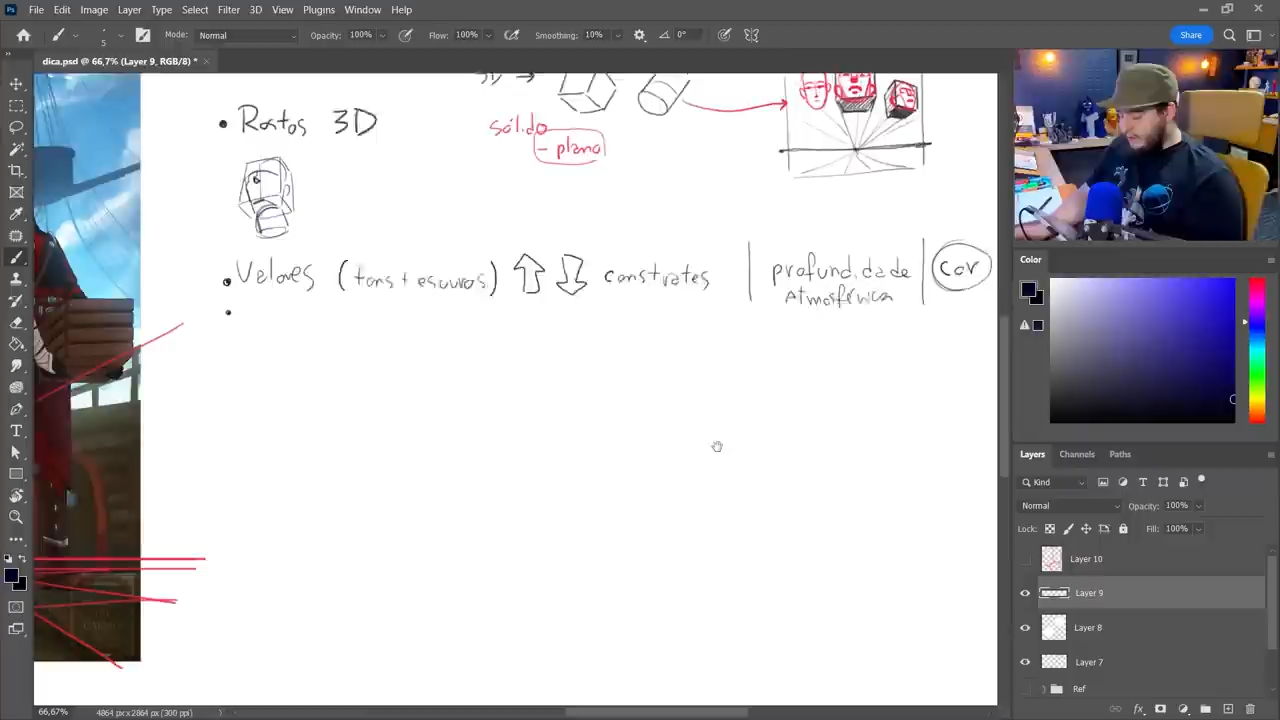 File Edit Image Layer Type Select Filter 3D View Plugins Window Help
Mode: Normal Opacity: 100% Flow: 100% Smoothing: 10% 0° Share
5
dica.psd @ 66,7% (Layer 9, RGB/8) *
3D
• Rostos 3D
sólido
– plano
• Valores (tons + escuros) constrates profundidade Cor
Atmosférica
Color
Layers Channels Paths
Kind
Normal Opacity: 100%
Lock: Fill: 100%
Layer 10
Layer 9
Layer 8
Layer 7
Ref
66,67% 4864 px x 2864 px (300 ppi)